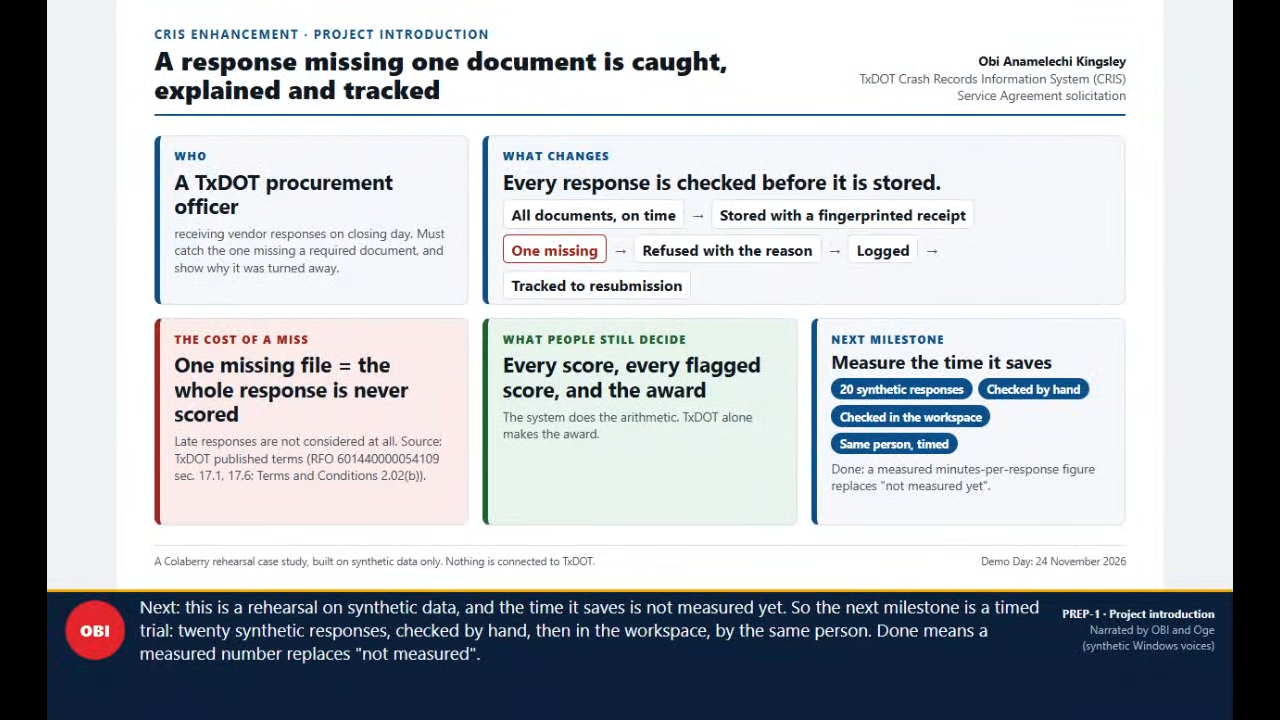 CRIS ENHANCEMENT · PROJECT INTRODUCTION
A response missing one document is caught,
explained and tracked
Obi Anamelechi Kingsley
TxDOT Crash Records Information System (CRIS)
Service Agreement solicitation
WHO
A TxDOT procurement
officer
receiving vendor responses on closing day. Must
catch the one missing a required document, and
show why it was turned away.
WHAT CHANGES
Every response is checked before it is stored.
All documents, on time → Stored with a fingerprinted receipt
One missing → Refused with the reason → Logged →
Tracked to resubmission
THE COST OF A MISS
One missing file = the
whole response is never
scored
Late responses are not considered at all. Source:
TxDOT published terms (RFO 601440000054109
sec. 17.1, 17.6: Terms and Conditions 2.02(b)).
WHAT PEOPLE STILL DECIDE
Every score, every flagged
score, and the award
The system does the arithmetic. TxDOT alone
makes the award.
NEXT MILESTONE
Measure the time it saves
20 synthetic responses Checked by hand
Checked in the workspace
Same person, timed
Done: a measured minutes-per-response figure
replaces "not measured yet".
A Colaberry rehearsal case study, built on synthetic data only. Nothing is connected to TxDOT.
Demo Day: 24 November 2026
OBI
Next: this is a rehearsal on synthetic data, and the time it saves is not measured yet. So the next milestone is a timed
trial: twenty synthetic responses, checked by hand, then in the workspace, by the same person. Done means a
measured number replaces "not measured".
PREP-1 · Project introduction
Narrated by OBI and Oge
(synthetic Windows voices)